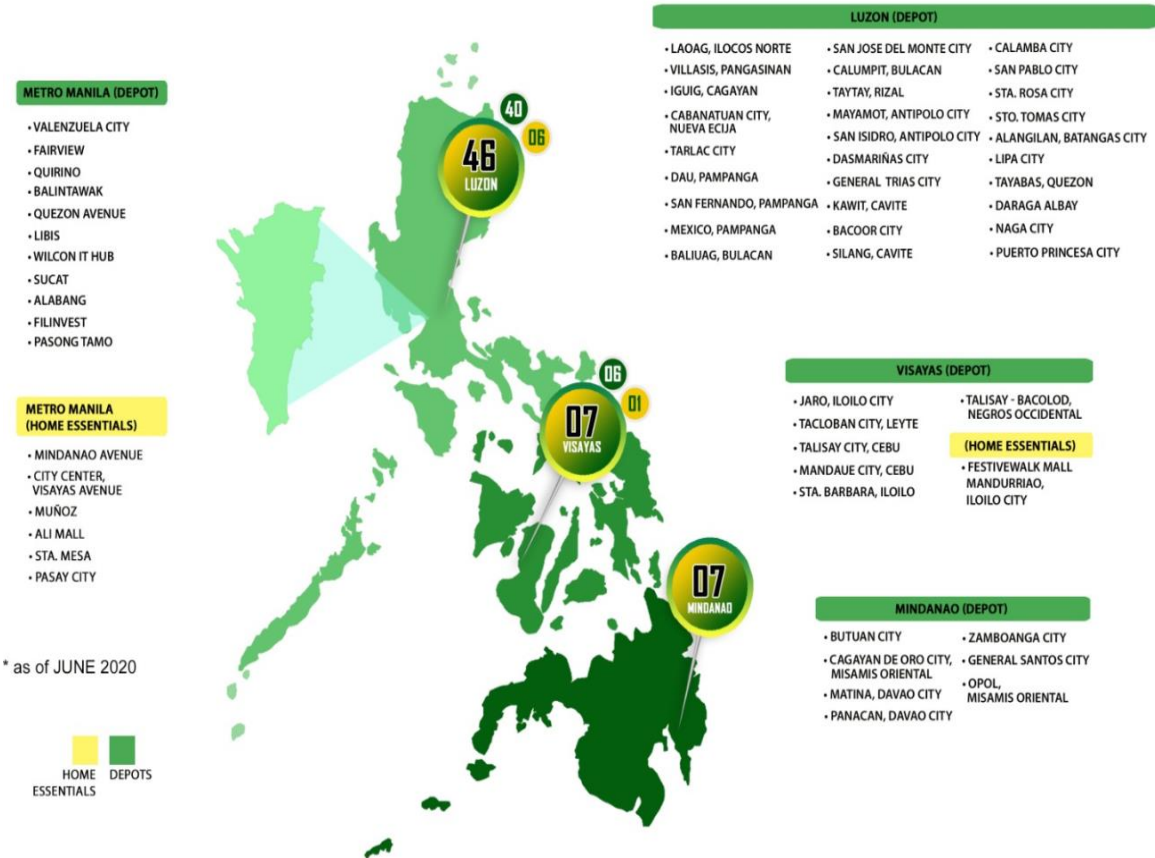 METRO MANILA (DEPOT)
• VALENZUELA CITY
• FAIRVIEW
• QUIRINO
• BALINTAWAK
• QUEZON AVENUE
• LIBIS
• WILCON IT HUB
• SUCAT
• ALABANG
• FILINVEST
• PASONG TAMO
METRO MANILA
(HOME ESSENTIALS)
• MINDANAO AVENUE
• CITY CENTER,
VISAYAS AVENUE
• MUÑOZ
• ALI MALL
• STA. MESA
• PASAY CITY
* as of JUNE 2020
HOME
ESSENTIALS
DEPOTS
40
06
46
LUZON
06
01
07
VISAYAS
07
MINDANAO
LUZON (DEPOT)
• LAOAG, ILOCOS NORTE
• VILLASIS, PANGASINAN
• IGUIG, CAGAYAN
• CABANATUAN CITY,
NUEVA ECIJA
• TARLAC CITY
• DAU, PAMPANGA
• SAN FERNANDO, PAMPANGA
• MEXICO, PAMPANGA
• BALIUAG, BULACAN
• SAN JOSE DEL MONTE CITY
• CALUMPIT, BULACAN
• TAYTAY, RIZAL
• MAYAMOT, ANTIPOLO CITY
• SAN ISIDRO, ANTIPOLO CITY
• DASMARIÑAS CITY
• GENERAL TRIAS CITY
• KAWIT, CAVITE
• BACOOR CITY
• SILANG, CAVITE
• CALAMBA CITY
• SAN PABLO CITY
• STA. ROSA CITY
• STO. TOMAS CITY
• ALANGILAN, BATANGAS CITY
• LIPA CITY
• TAYABAS, QUEZON
• DARAGA ALBAY
• NAGA CITY
• PUERTO PRINCESA CITY
VISAYAS (DEPOT)
• JARO, ILOILO CITY
• TACLOBAN CITY, LEYTE
• TALISAY CITY, CEBU
• MANDAUE CITY, CEBU
• STA. BARBARA, ILOILO
• TALISAY - BACOLOD,
NEGROS OCCIDENTAL
(HOME ESSENTIALS)
• FESTIVEWALK MALL
MANDURRIAO,
ILOILO CITY
MINDANAO (DEPOT)
• BUTUAN CITY
• CAGAYAN DE ORO CITY,
MISAMIS ORIENTAL
• MATINA, DAVAO CITY
• PANACAN, DAVAO CITY
• ZAMBOANGA CITY
• GENERAL SANTOS CITY
• OPOL,
MISAMIS ORIENTAL